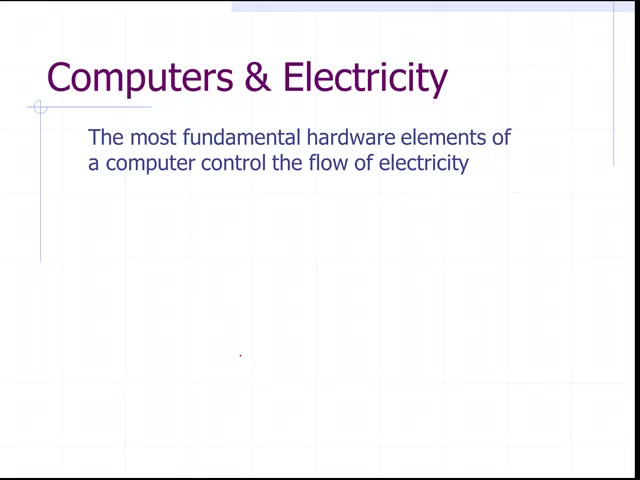 Computers & Electricity
The most fundamental hardware elements of
a computer control the flow of electricity